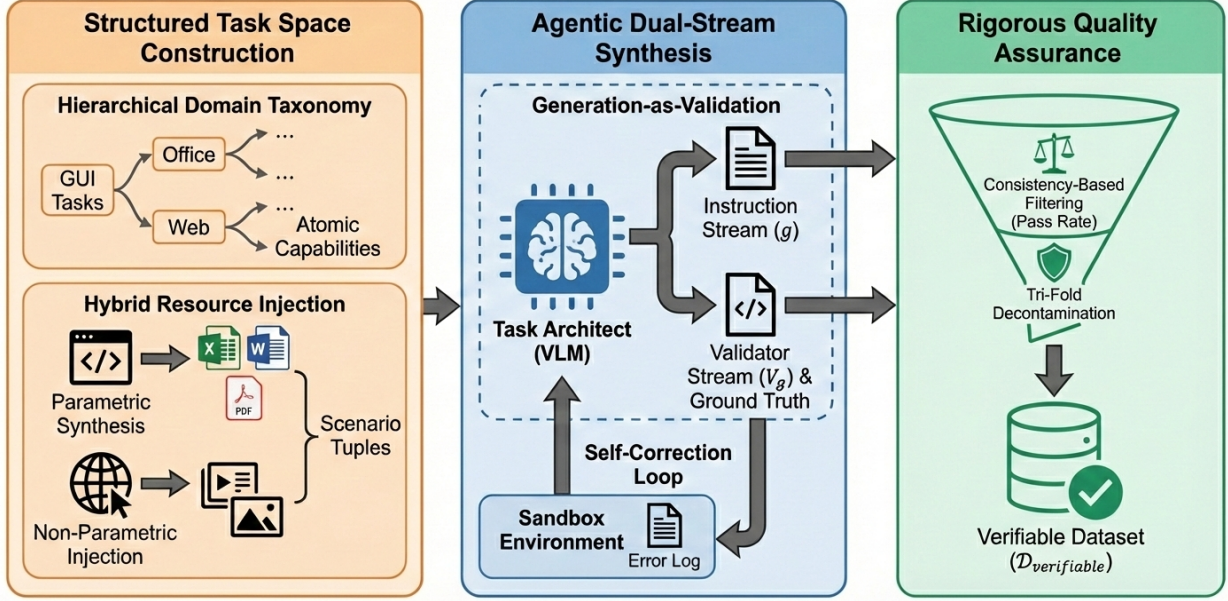 Structured Task Space
Construction
Hierarchical Domain Taxonomy
GUI
Tasks
Office
...
...
Web
...
Atomic
Capabilities
Hybrid Resource Injection
</>
Parametric
Synthesis
X
W
PDF
Scenario
Tuples
Non-Parametric
Injection
Agentic Dual-Stream
Synthesis
Generation-as-Validation
Task Architect
(VLM)
Instruction
Stream (g)
</>
Validator
Stream (V_g) &
Ground Truth
Self-Correction
Loop
Sandbox
Environment
Error Log
Rigorous Quality
Assurance
Consistency-Based
Filtering
(Pass Rate)
Tri-Fold
Decontamination
Verifiable Dataset
(𝒟_verifiable)